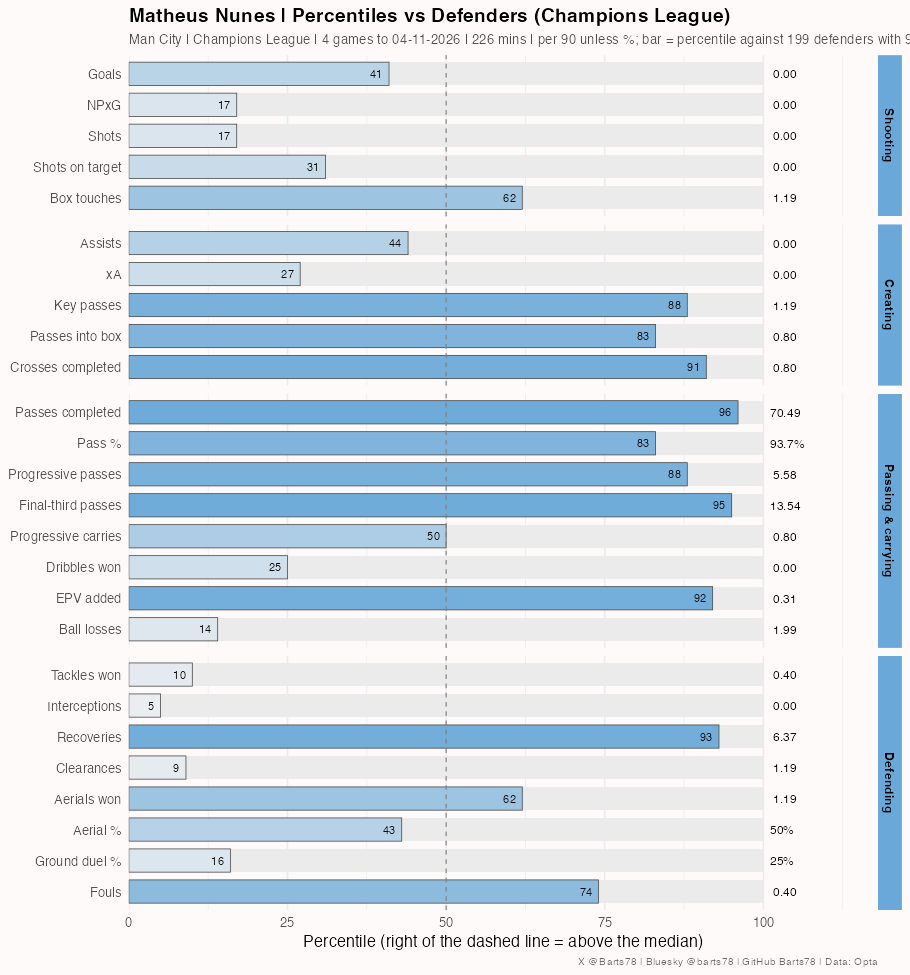 Matheus Nunes | Percentiles vs Defenders (Champions League)
Man City | Champions League | 4 games to 04-11-2026 | 226 mins | per 90 unless %; bar = percentile against 199 defenders with 9
Goals 41 0.00
NPxG 17 0.00
Shots 17 0.00
Shots on target 31 0.00
Box touches 62 1.19
Shooting
Assists 44 0.00
xA 27 0.00
Key passes 88 1.19
Passes into box 83 0.80
Crosses completed 91 0.80
Creating
Passes completed 96 70.49
Pass % 83 93.7%
Progressive passes 88 5.58
Final-third passes 95 13.54
Progressive carries 50 0.80
Dribbles won 25 0.00
EPV added 92 0.31
Ball losses 14 1.99
Passing & carrying
Tackles won 10 0.40
Interceptions 5 0.00
Recoveries 93 6.37
Clearances 9 1.19
Aerials won 62 1.19
Aerial % 43 50%
Ground duel % 16 25%
Fouls 74 0.40
Defending
0 25 50 75 100
Percentile (right of the dashed line = above the median)
X @Barts78 | Bluesky @barts78 | GitHub Barts78 | Data: Opta